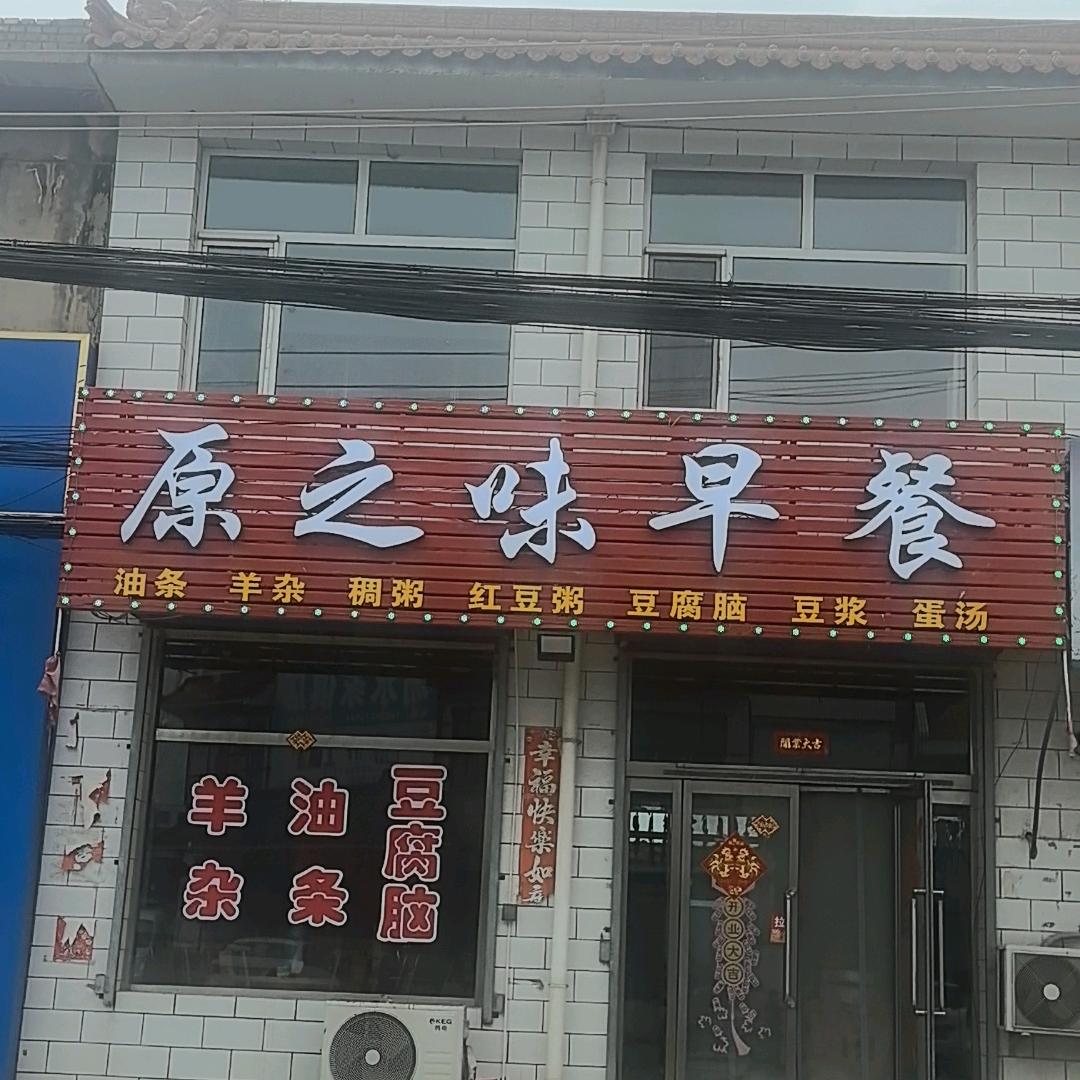 原之味早餐
油条 羊杂 稠粥 红豆粥 豆腐脑 豆浆 蛋汤
羊杂
油条
豆腐脑
幸福快樂如意
開業大吉
开业大吉
拉
KEG